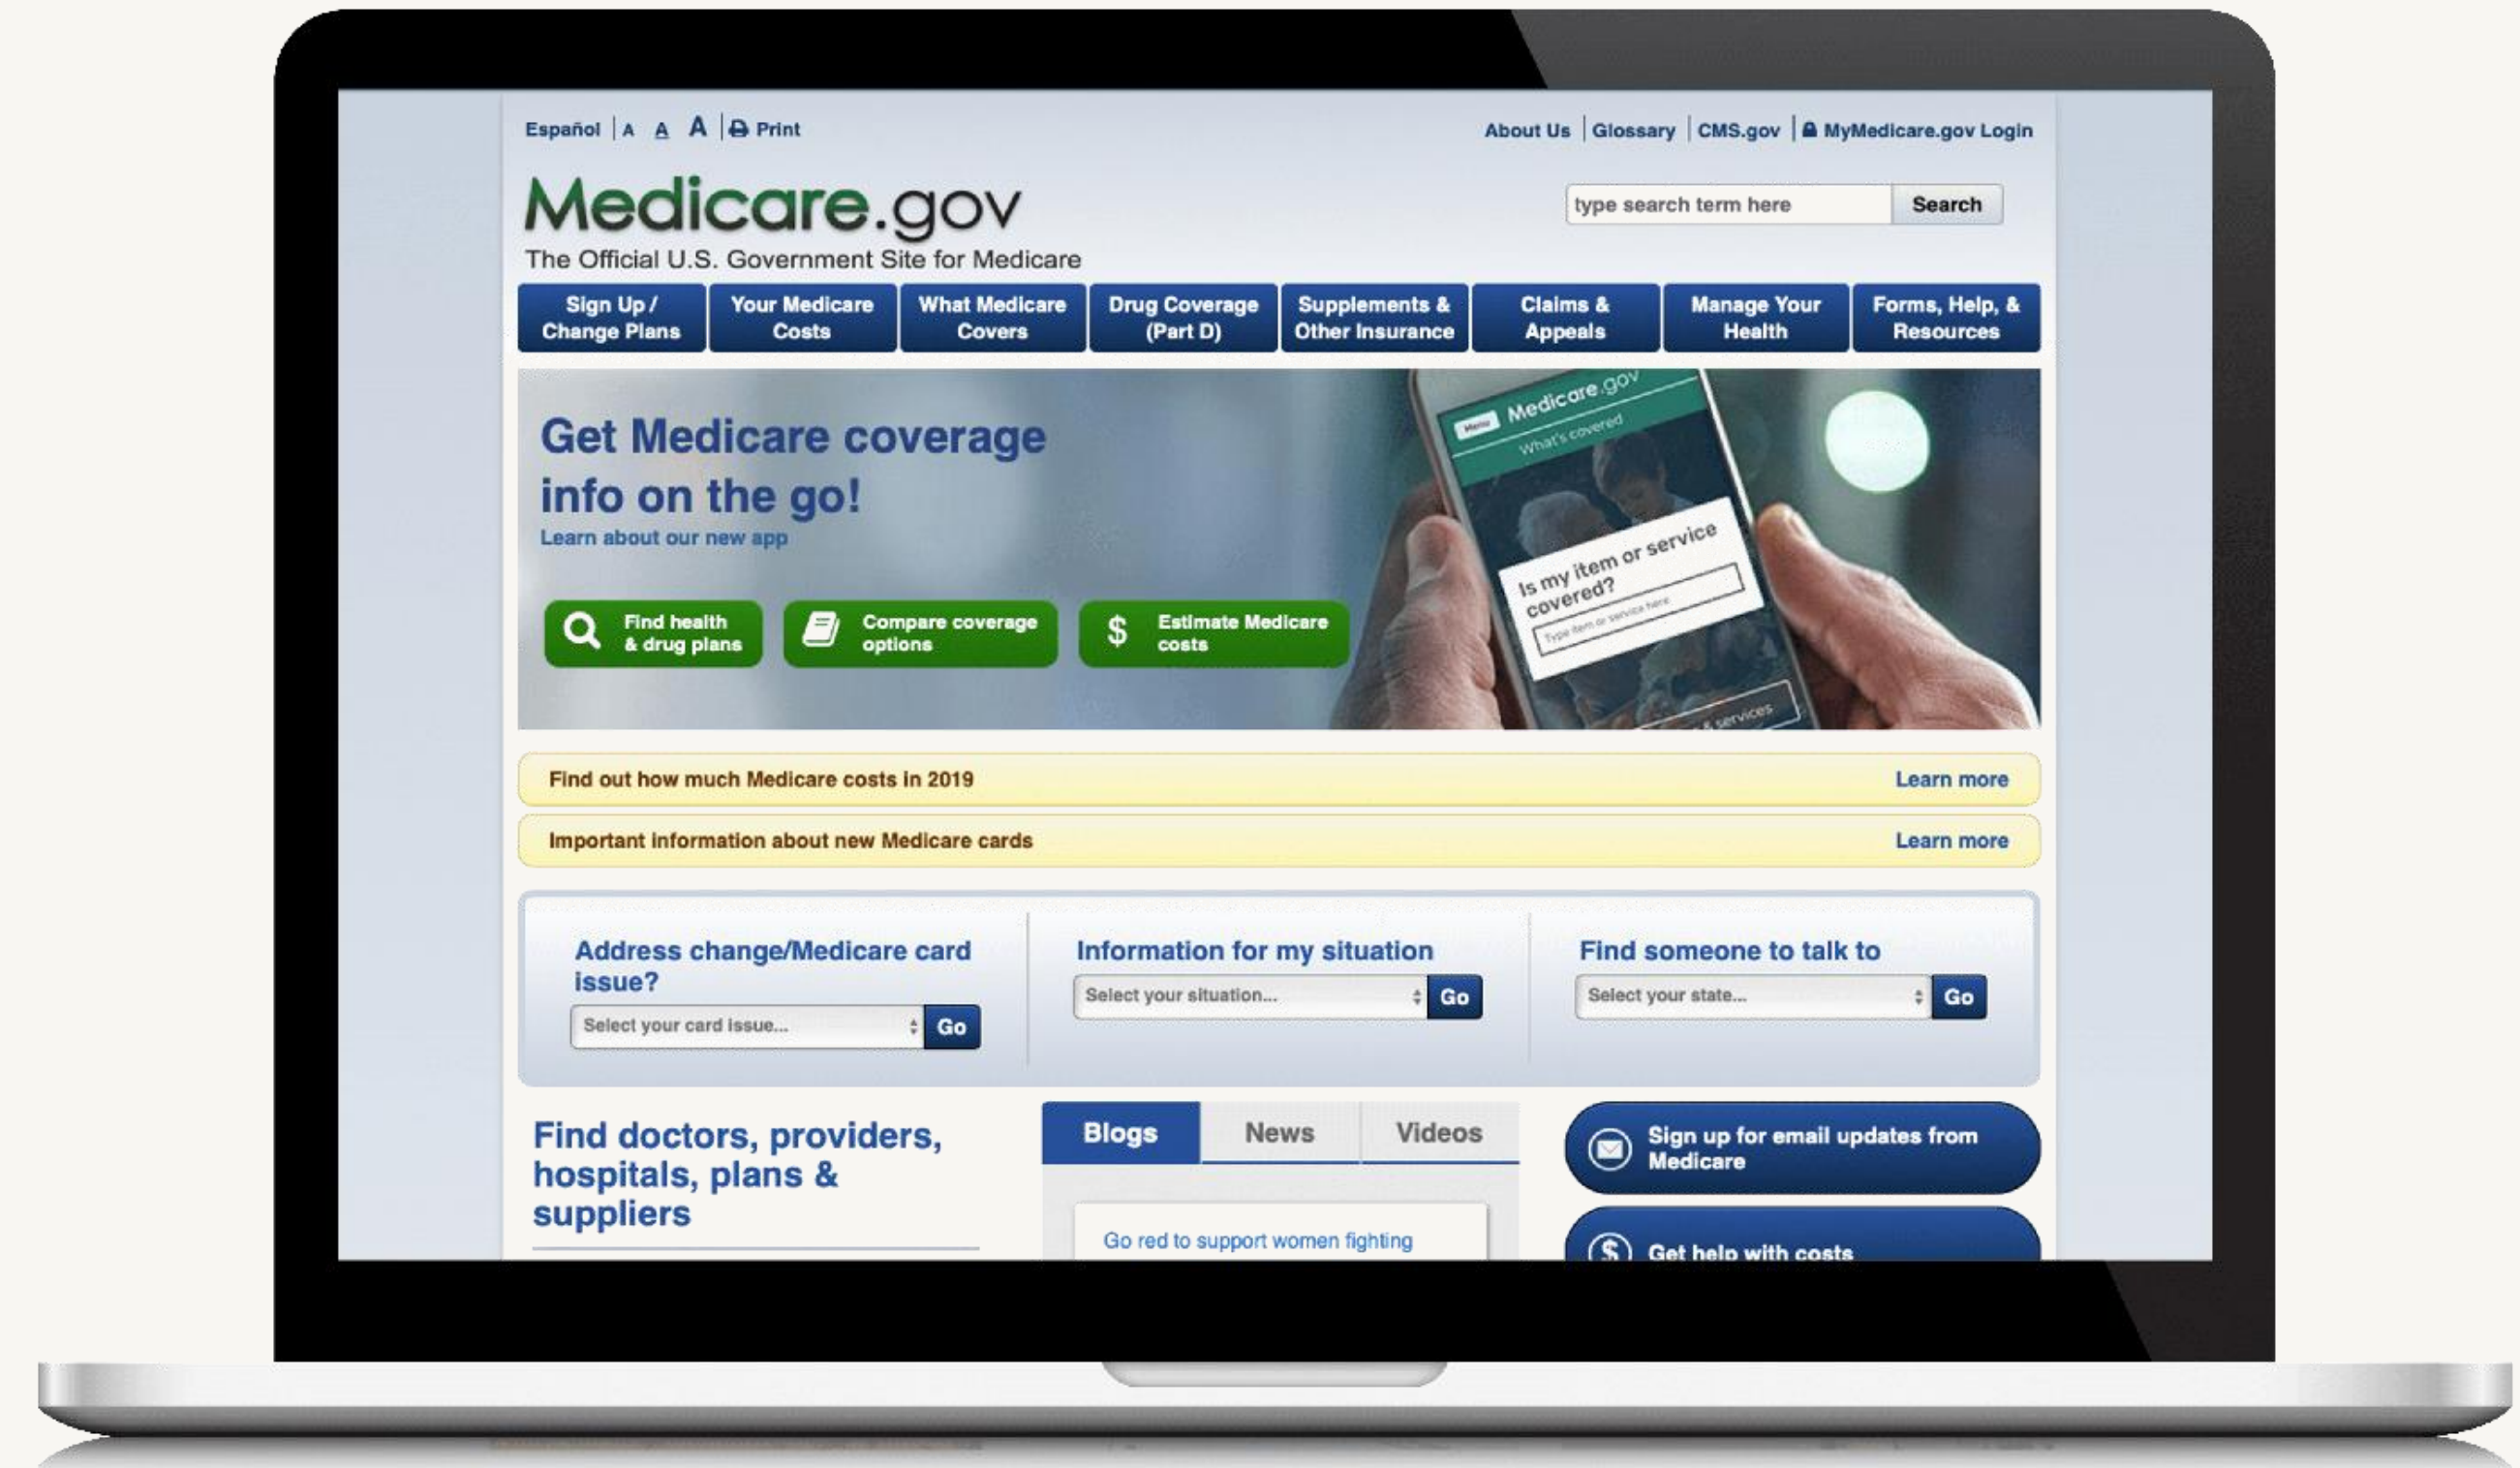 Español A A A Print
About Us Glossary CMS.gov MyMedicare.gov Login
Medicare.gov
type search term here Search
The Official U.S. Government Site for Medicare
Sign Up /
Change Plans
Your Medicare
Costs
What Medicare
Covers
Drug Coverage
(Part D)
Supplements &
Other Insurance
Claims &
Appeals
Manage Your
Health
Forms, Help, &
Resources
Get Medicare coverage
info on the go!
Learn about our new app
Find health
& drug plans
Compare coverage
options
$ Estimate Medicare
costs
Menu Medicare.gov
What's covered
Is my item or service
covered?
Type item or service here
& services
Find out how much Medicare costs in 2019 Learn more
Important information about new Medicare cards Learn more
Address change/Medicare card
issue?
Select your card issue... Go
Information for my situation
Select your situation... Go
Find someone to talk to
Select your state... Go
Find doctors, providers,
hospitals, plans &
suppliers
Blogs News Videos
Go red to support women fighting
Sign up for email updates from
Medicare
$ Get help with costs